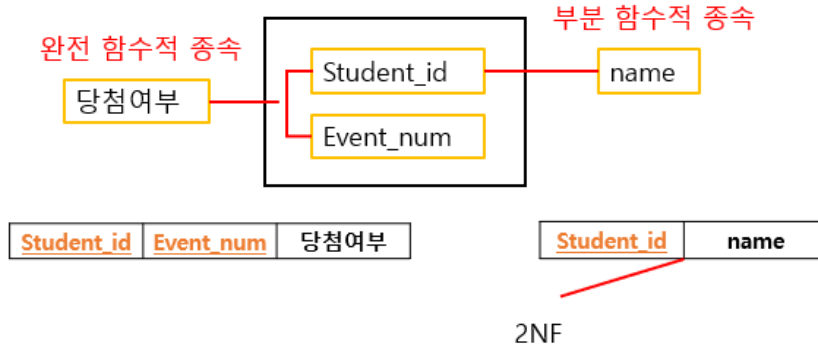 완전 함수적 종속
부분 함수적 종속
당첨여부
Student_id
name
Event_num
Student_id Event_num 당첨여부
Student_id name
2NF